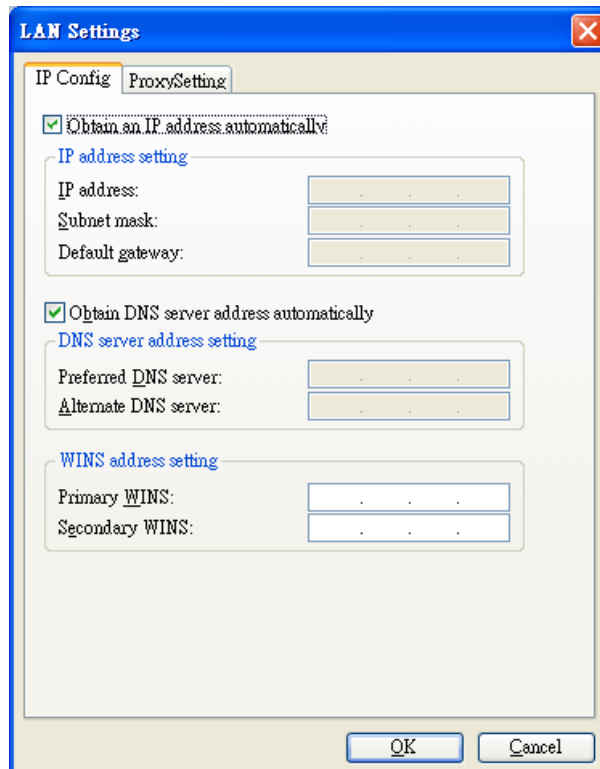 LAN Settings
IP Config ProxySetting
Obtain an IP address automatically
IP address setting
IP address: . . .
Subnet mask: . . .
Default gateway: . . .
Obtain DNS server address automatically
DNS server address setting
Preferred DNS server: . . .
Alternate DNS server: . . .
WINS address setting
Primary WINS: . . .
Secondary WINS: . . .
OK Cancel